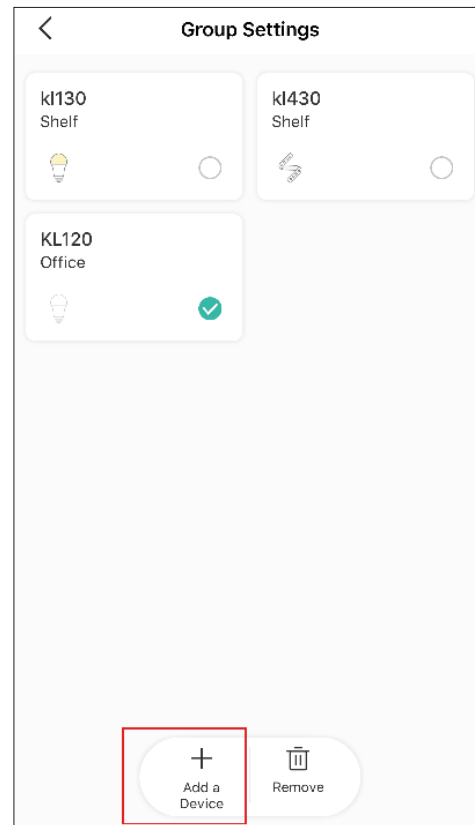 Group Settings
kl130
kl430
Shelf
Shelf
KL120
Office
Add a
Device
Remove